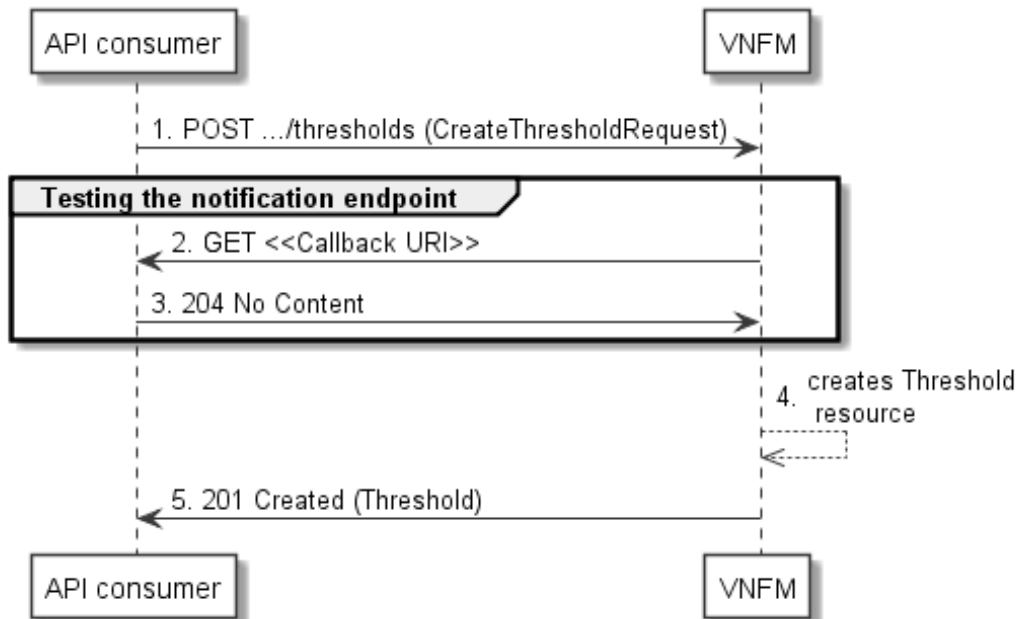 API consumer
VNFM
1. POST .../thresholds (CreateThresholdRequest)
Testing the notification endpoint
2. GET <<Callback URI>>
3. 204 No Content
4. creates Threshold
resource
5. 201 Created (Threshold)
API consumer
VNFM